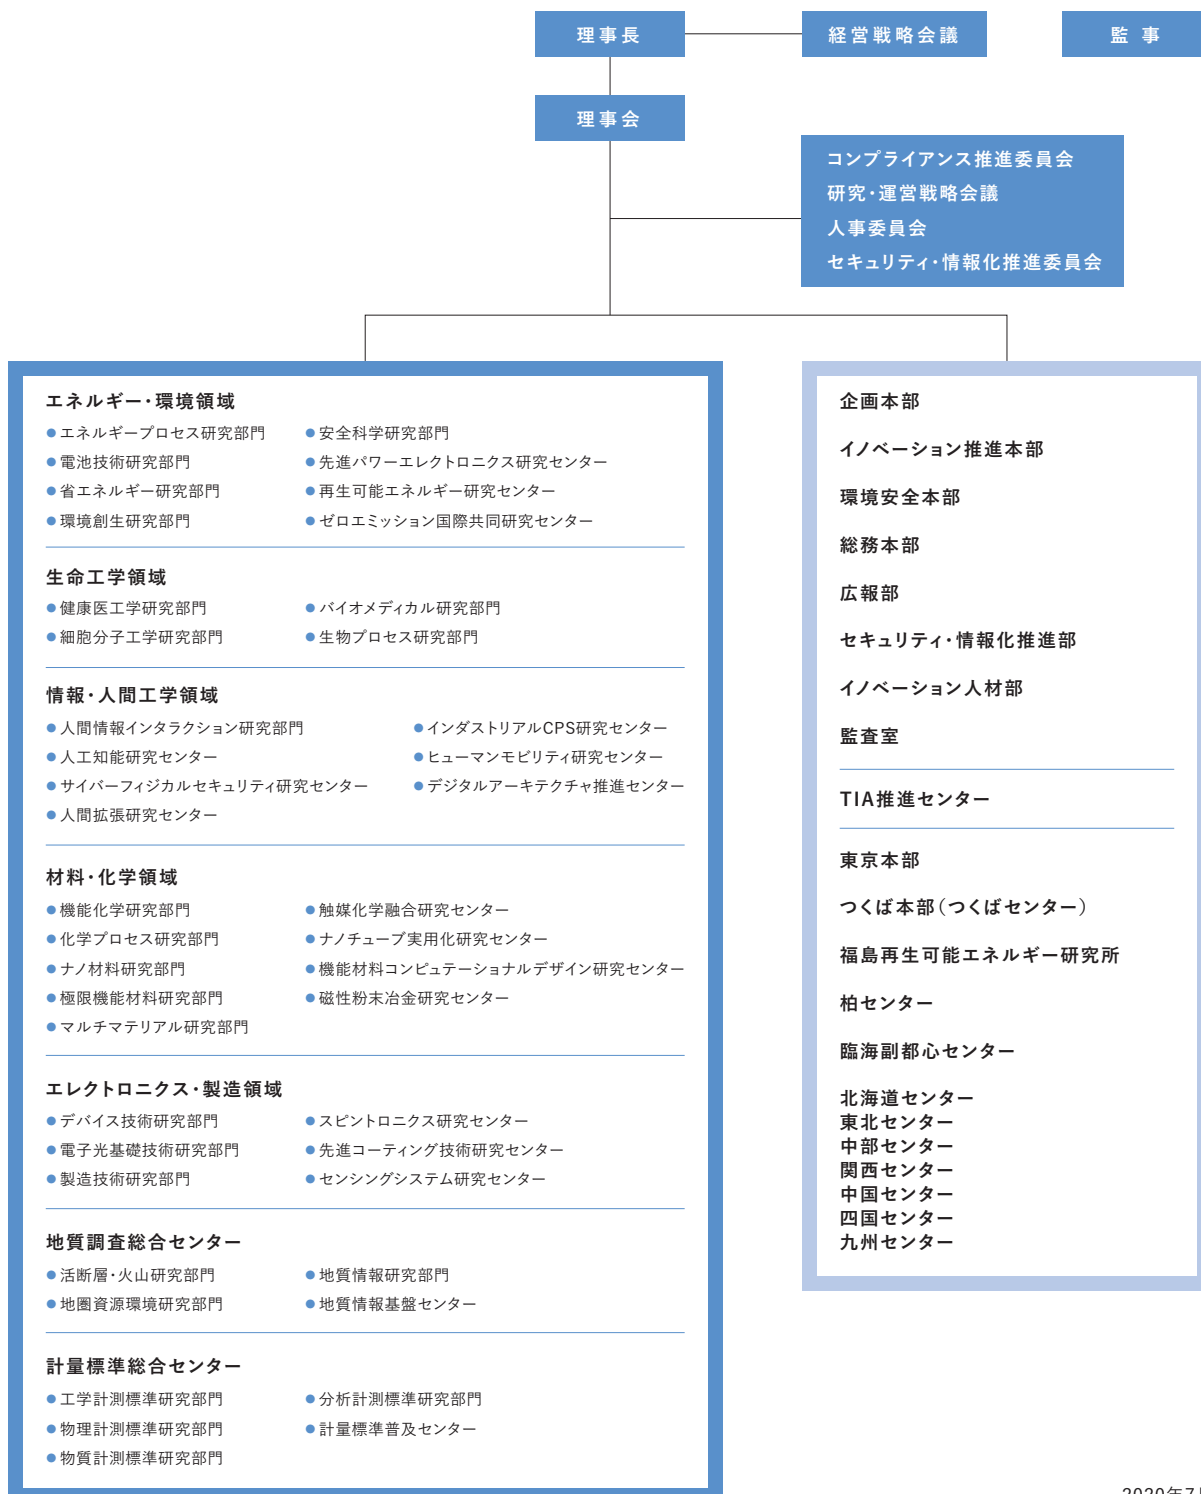 理事長
経営戦略会議
監 事
理事会
コンプライアンス推進委員会
研究・運営戦略会議
人事委員会
セキュリティ・情報化推進委員会
エネルギー・環境領域
●エネルギープロセス研究部門
●電池技術研究部門
●省エネルギー研究部門
●環境創生研究部門
●安全科学研究部門
●先進パワーエレクトロニクス研究センター
●再生可能エネルギー研究センター
●ゼロエミッション国際共同研究センター
生命工学領域
●健康医工学研究部門
●細胞分子工学研究部門
●バイオメディカル研究部門
●生物プロセス研究部門
情報・人間工学領域
●人間情報インタラクション研究部門
●人工知能研究センター
●サイバーフィジカルセキュリティ研究センター
●人間拡張研究センター
●インダストリアルCPS研究センター
●ヒューマンモビリティ研究センター
●デジタルアーキテクチャ推進センター
材料・化学領域
●機能化学研究部門
●化学プロセス研究部門
●ナノ材料研究部門
●極限機能材料研究部門
●マルチマテリアル研究部門
●触媒化学融合研究センター
●ナノチューブ実用化研究センター
●機能材料コンピュテーショナルデザイン研究センター
●磁性粉末冶金研究センター
エレクトロニクス・製造領域
●デバイス技術研究部門
●電子光基礎技術研究部門
●製造技術研究部門
●スピントロニクス研究センター
●先進コーティング技術研究センター
●センシングシステム研究センター
地質調査総合センター
●活断層・火山研究部門
●地圏資源環境研究部門
●地質情報研究部門
●地質情報基盤センター
計量標準総合センター
●工学計測標準研究部門
●物理計測標準研究部門
●物質計測標準研究部門
●分析計測標準研究部門
●計量標準普及センター
企画本部
イノベーション推進本部
環境安全本部
総務本部
広報部
セキュリティ・情報化推進部
イノベーション人材部
監査室
TIA推進センター
東京本部
つくば本部（つくばセンター）
福島再生可能エネルギー研究所
柏センター
臨海副都心センター
北海道センター
東北センター
中部センター
関西センター
中国センター
四国センター
九州センター
2020年7月